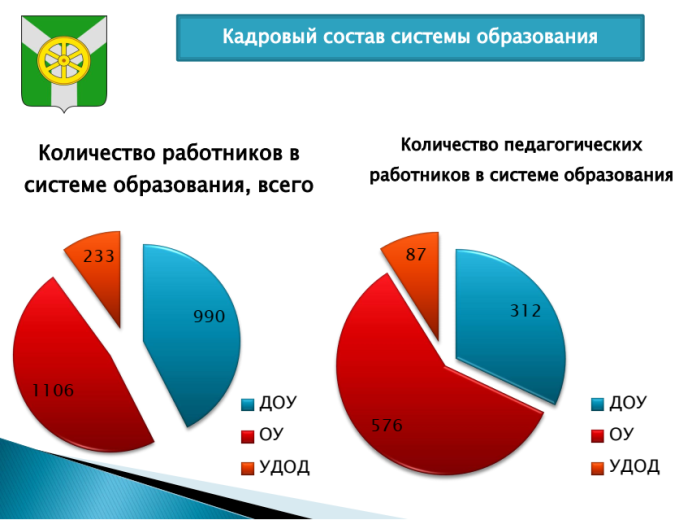 Кадровый состав системы образования
Количество работников в
системе образования, всего
233
990
1106
ДОУ
ОУ
УДОД
Количество педагогических
работников в системе образования
87
312
576
ДОУ
ОУ
УДОД